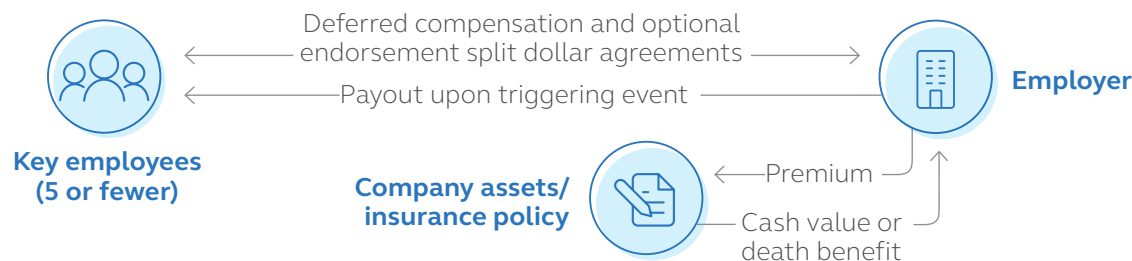 Deferred compensation and optional
endorsement split dollar agreements
Payout upon triggering event
Employer
Key employees
(5 or fewer)
Company assets/
insurance policy
Premium
Cash value or
death benefit